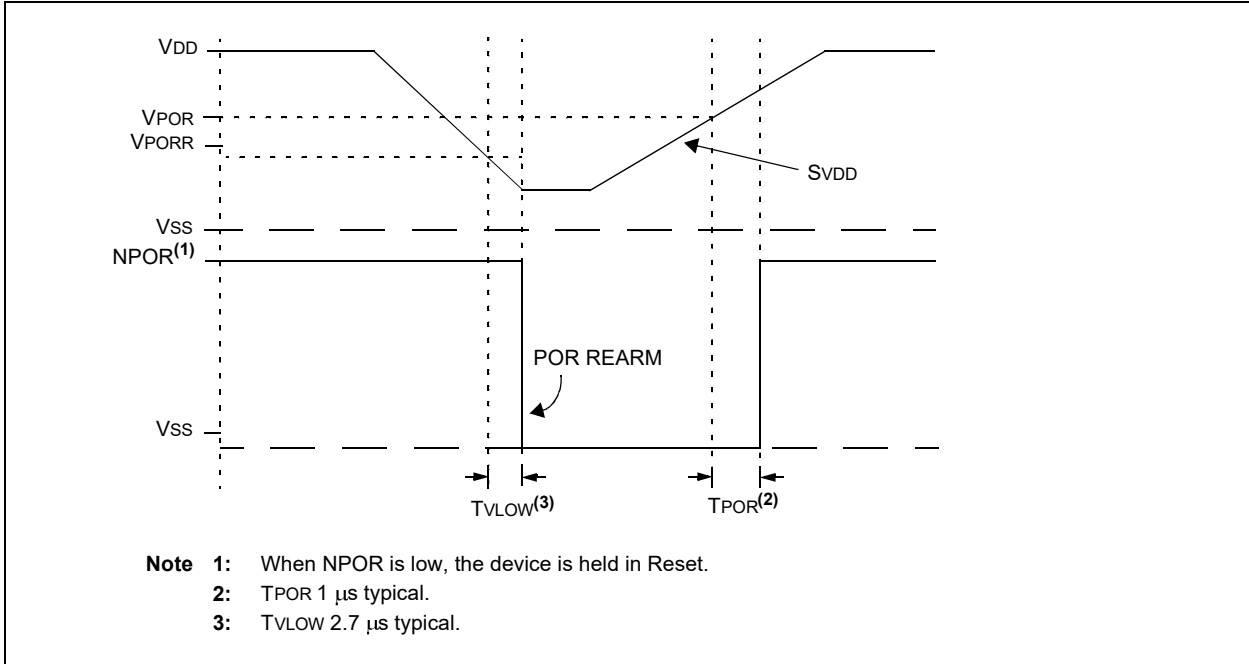 VDD
VPOR
VPORR
SVDD
VSS
NPOR(1)
POR REARM
VSS
TVLOW(3)
TPOR(2)
Note 1: When NPOR is low, the device is held in Reset.
2: TPOR 1 μs typical.
3: TVLOW 2.7 μs typical.